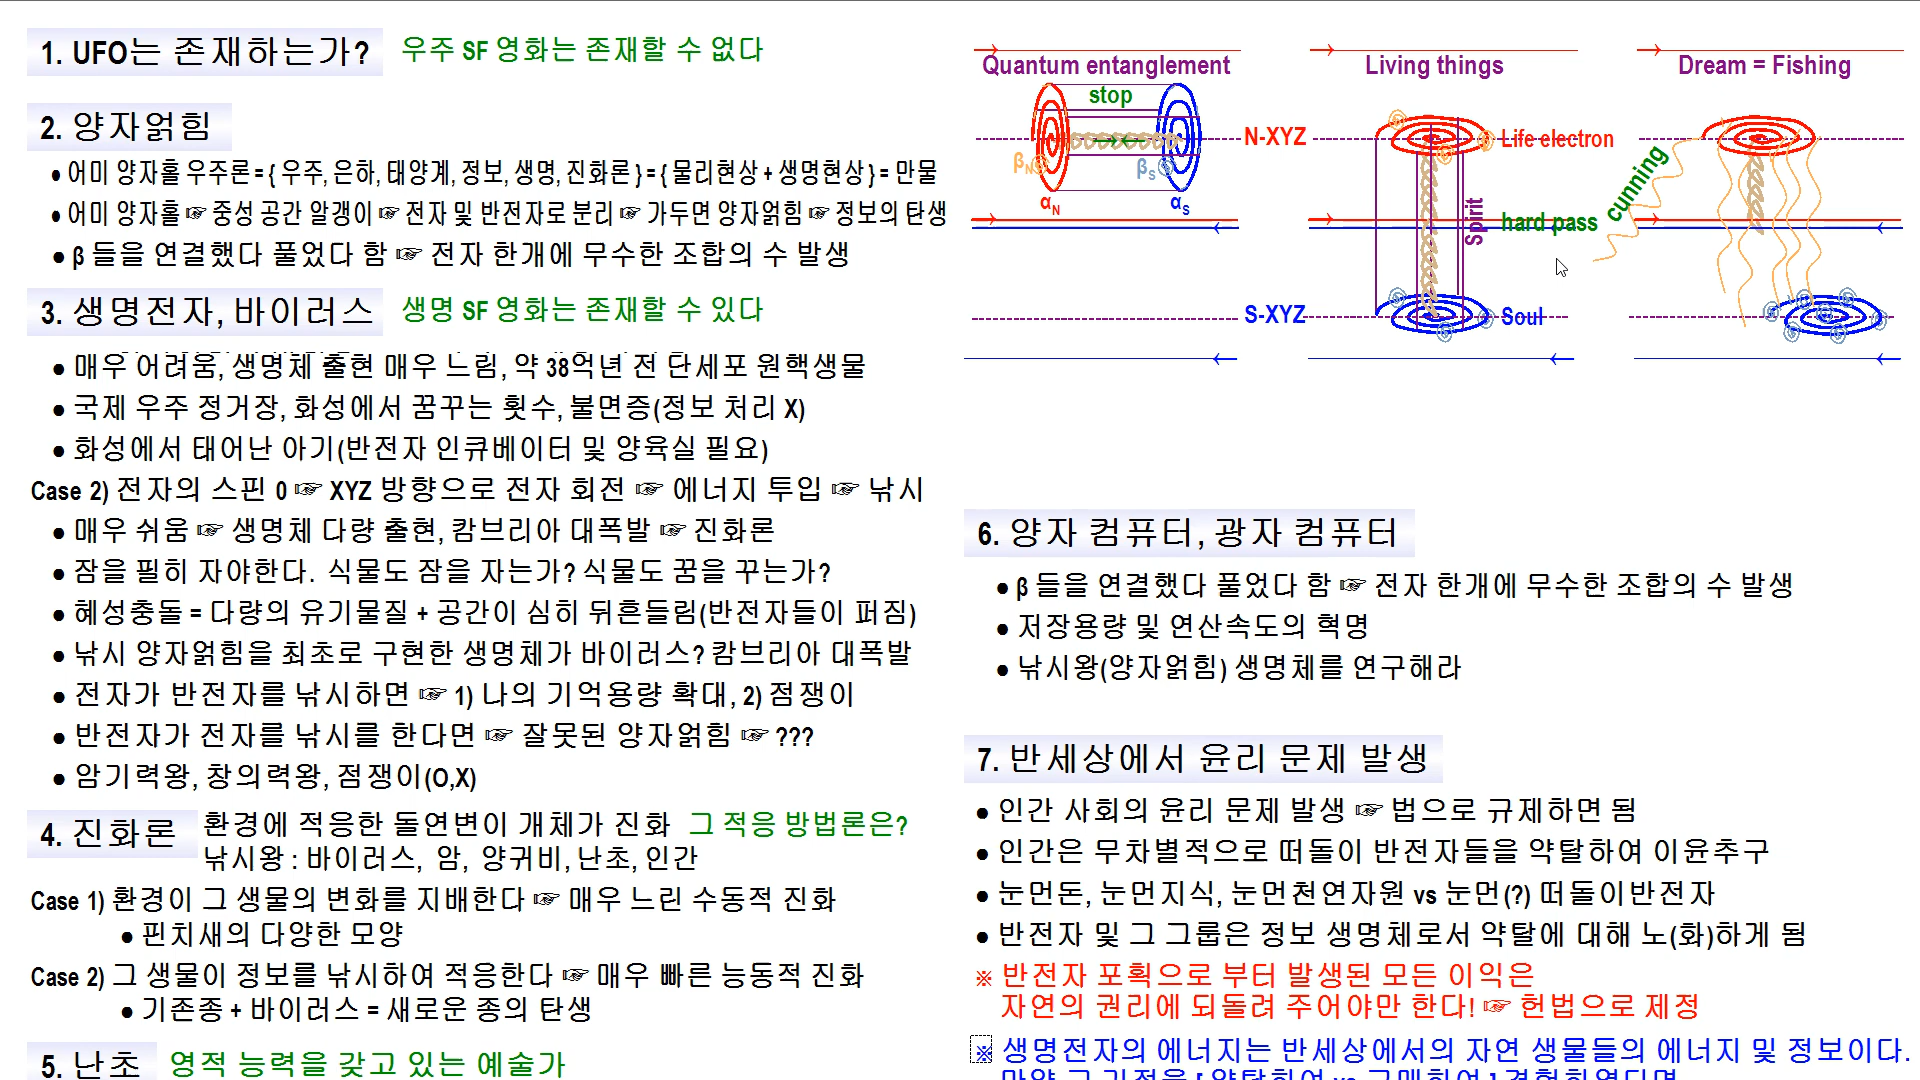 1. UFO는 존재하는가?
우주 SF 영화는 존재할 수 없다
2. 양자얽힘
● 어미 양자홀 우주론 = { 우주, 은하, 태양계, 정보, 생명, 진화론 } = { 물리현상 + 생명현상 } = 만물
● 어미 양자홀 ☞ 중성 공간 알갱이 ☞ 전자 및 반전자로 분리 ☞ 가두면 양자얽힘 ☞ 정보의 탄생
● β 들을 연결했다 풀었다 함 ☞ 전자 한개에 무수한 조합의 수 발생
3. 생명전자, 바이러스
생명 SF 영화는 존재할 수 있다
● 매우 어려움, 생명체 출현 매우 느림, 약 38억년 전 단세포 원핵생물
● 국제 우주 정거장, 화성에서 꿈꾸는 횟수, 불면증(정보 처리 X)
● 화성에서 태어난 아기(반전자 인큐베이터 및 양육실 필요)
Case 2) 전자의 스핀 0 ☞ XYZ 방향으로 전자 회전 ☞ 에너지 투입 ☞ 낚시
● 매우 쉬움 ☞ 생명체 다량 출현, 캄브리아 대폭발 ☞ 진화론
● 잠을 필히 자야한다. 식물도 잠을 자는가? 식물도 꿈을 꾸는가?
● 혜성충돌 = 다량의 유기물질 + 공간이 심히 뒤흔들림(반전자들이 퍼짐)
● 낚시 양자얽힘을 최초로 구현한 생명체가 바이러스? 캄브리아 대폭발
● 전자가 반전자를 낚시하면 ☞ 1) 나의 기억용량 확대, 2) 점쟁이
● 반전자가 전자를 낚시를 한다면 ☞ 잘못된 양자얽힘 ☞ ???
● 암기력왕, 창의력왕, 점쟁이(O,X)
4. 진화론
환경에 적응한 돌연변이 개체가 진화 그 적응 방법론은?
낚시왕 : 바이러스, 암, 양귀비, 난초, 인간
Case 1) 환경이 그 생물의 변화를 지배한다 ☞ 매우 느린 수동적 진화
● 핀치새의 다양한 모양
Case 2) 그 생물이 정보를 낚시하여 적응한다 ☞ 매우 빠른 능동적 진화
● 기존종 + 바이러스 = 새로운 종의 탄생
5. 난초
영적 능력을 갖고 있는 예술가
Quantum entanglement
stop
βN
βS
αN
αS
N-XYZ
S-XYZ
Living things
Life electron
Spirit
hard pass
Soul
Dream = Fishing
cunning
6. 양자 컴퓨터, 광자 컴퓨터
● β 들을 연결했다 풀었다 함 ☞ 전자 한개에 무수한 조합의 수 발생
● 저장용량 및 연산속도의 혁명
● 낚시왕(양자얽힘) 생명체를 연구해라
7. 반세상에서 윤리 문제 발생
● 인간 사회의 윤리 문제 발생 ☞ 법으로 규제하면 됨
● 인간은 무차별적으로 떠돌이 반전자들을 약탈하여 이윤추구
● 눈먼돈, 눈먼지식, 눈먼천연자원 vs 눈먼(?) 떠돌이반전자
● 반전자 및 그 그룹은 정보 생명체로서 약탈에 대해 노(화)하게 됨
※ 반전자 포획으로 부터 발생된 모든 이익은
자연의 권리에 되돌려 주어야만 한다! ☞ 헌법으로 제정
※ 생명전자의 에너지는 반세상에서의 자연 생물들의 에너지 및 정보이다.